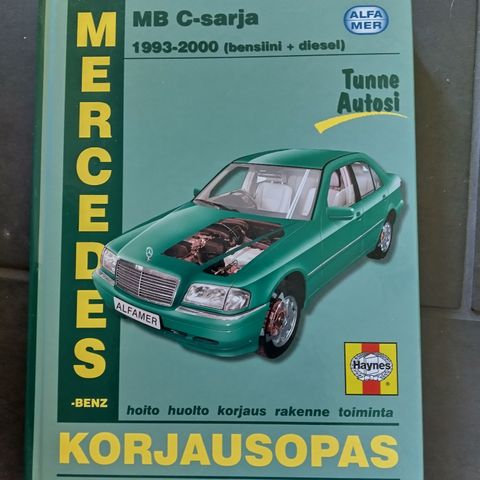 MERCEDES
-BENZ
MB C-sarja
1993-2000 (bensiini + diesel)
ALFA
MER
Tunne
Autosi
ALFAMER
Haynes
®
hoito huolto korjaus rakenne toiminta
KORJAUSOPAS